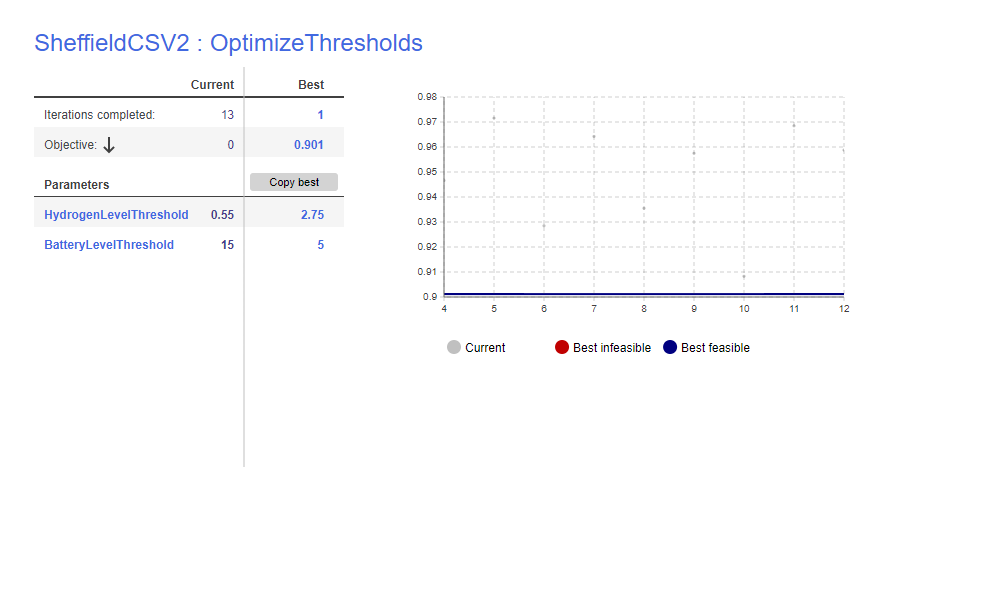 SheffieldCSV2 : OptimizeThresholds
Current Best
Iterations completed: 13 1
Objective: 0 0.901
Parameters Copy best
HydrogenLevelThreshold 0.55 2.75
BatteryLevelThreshold 15 5
0.98
0.97
0.96
0.95
0.94
0.93
0.92
0.91
0.9
4 5 6 7 8 9 10 11 12
Current Best infeasible Best feasible